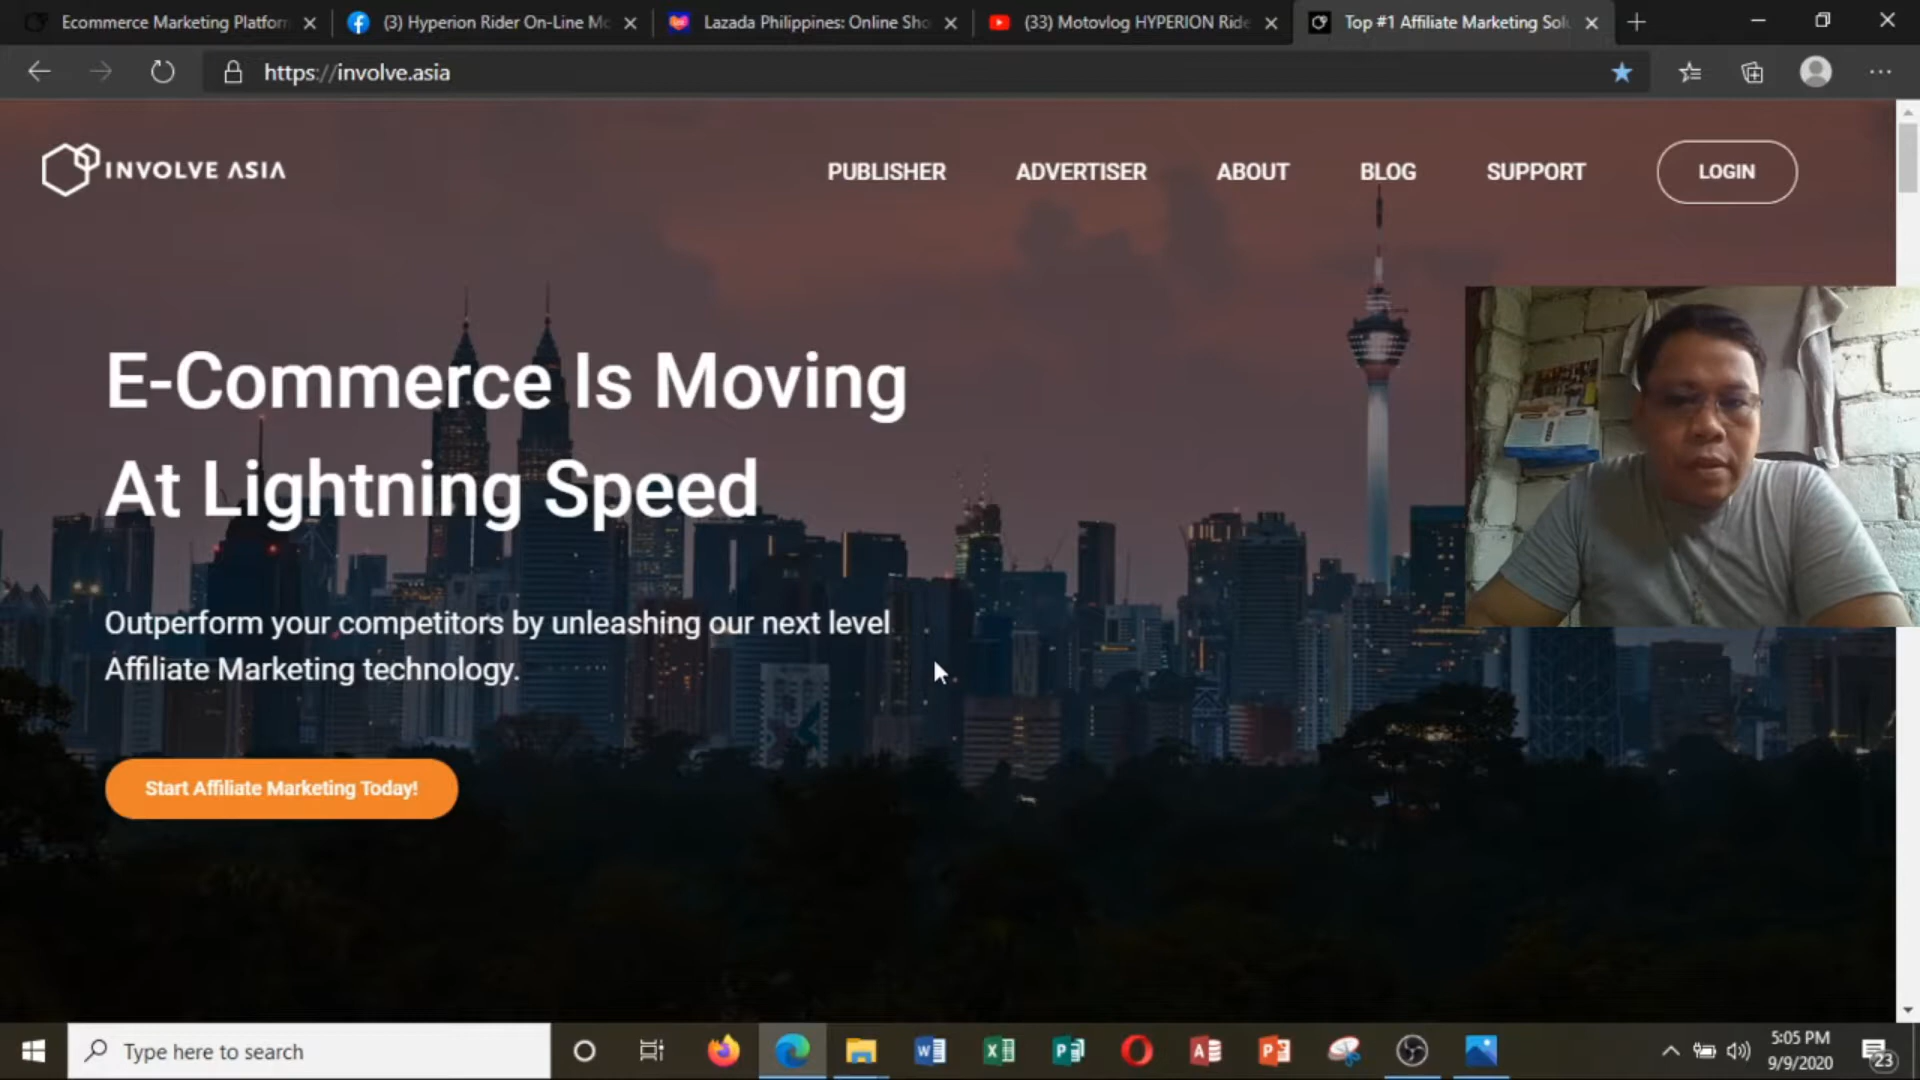 Ecommerce Marketing Platform
(3) Hyperion Rider On-Line Mo
Lazada Philippines: Online Sho
(33) Motovlog HYPERION Ride
Top #1 Affiliate Marketing Solu
https://involve.asia
INVOLVE ASIA
PUBLISHER
ADVERTISER
ABOUT
BLOG
SUPPORT
LOGIN
E-Commerce Is Moving
At Lightning Speed
Outperform your competitors by unleashing our next level
Affiliate Marketing technology.
Start Affiliate Marketing Today!
Type here to search
5:05 PM
9/9/2020
23